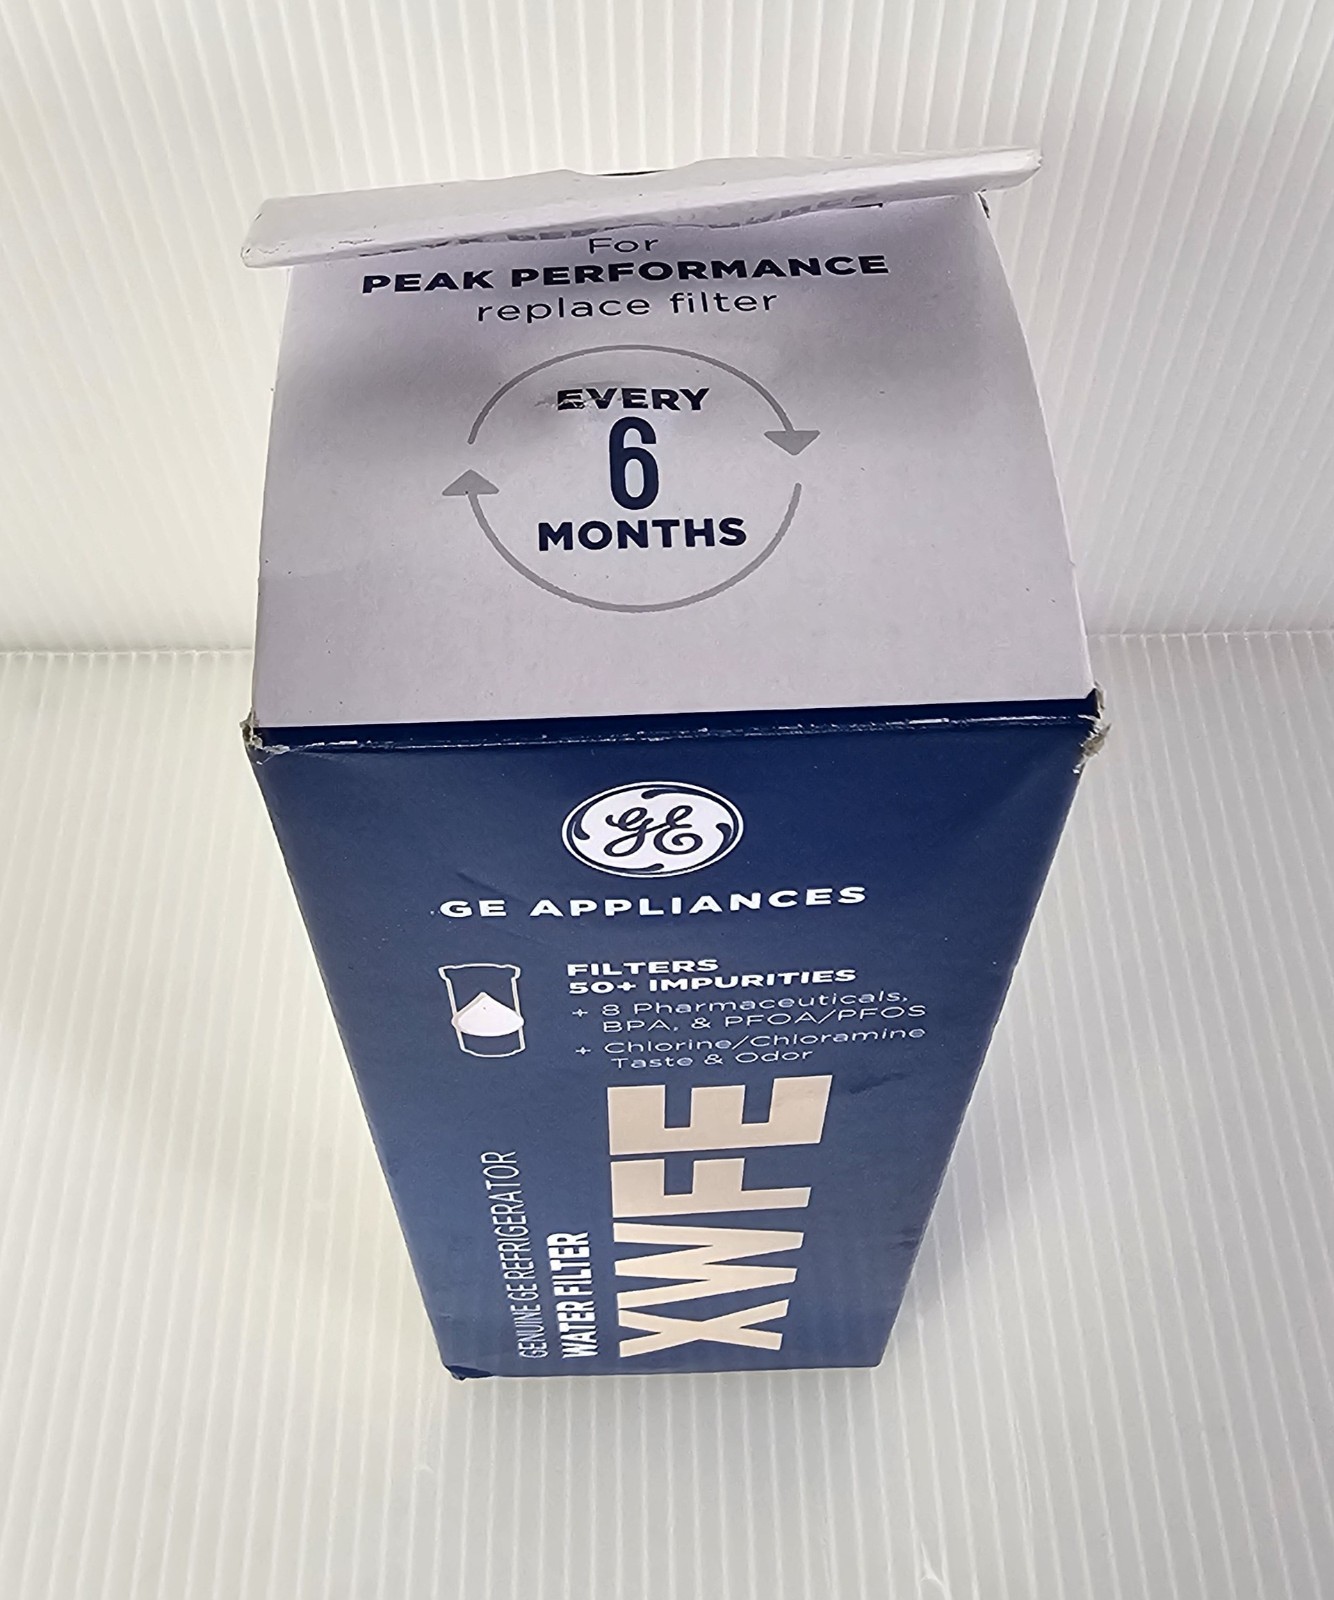 For
PEAK PERFORMANCE
replace filter
EVERY
6
MONTHS
GE
GE APPLIANCES
FILTERS
50+ IMPURITIES
+ 8 Pharmaceuticals,
BPA, & PFOA/PFOS
+ Chlorine/Chloramine
Taste & Odor
GENUINE GE REFRIGERATOR
WATER FILTER
XWFE